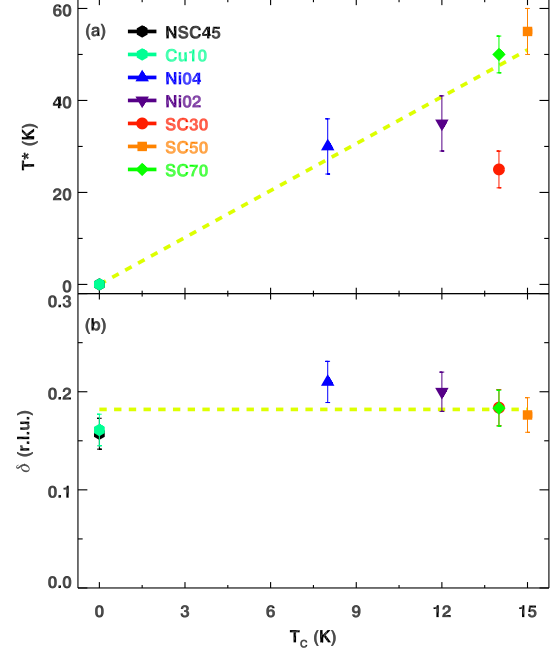 60
(a)
NSC45
Cu10
Ni04
Ni02
SC30
SC50
SC70
40
20
0
T* (K)
0.3
(b)
0.2
0.1
0.0
δ (r.l.u.)
0 3 6 9 12 15
T_C (K)